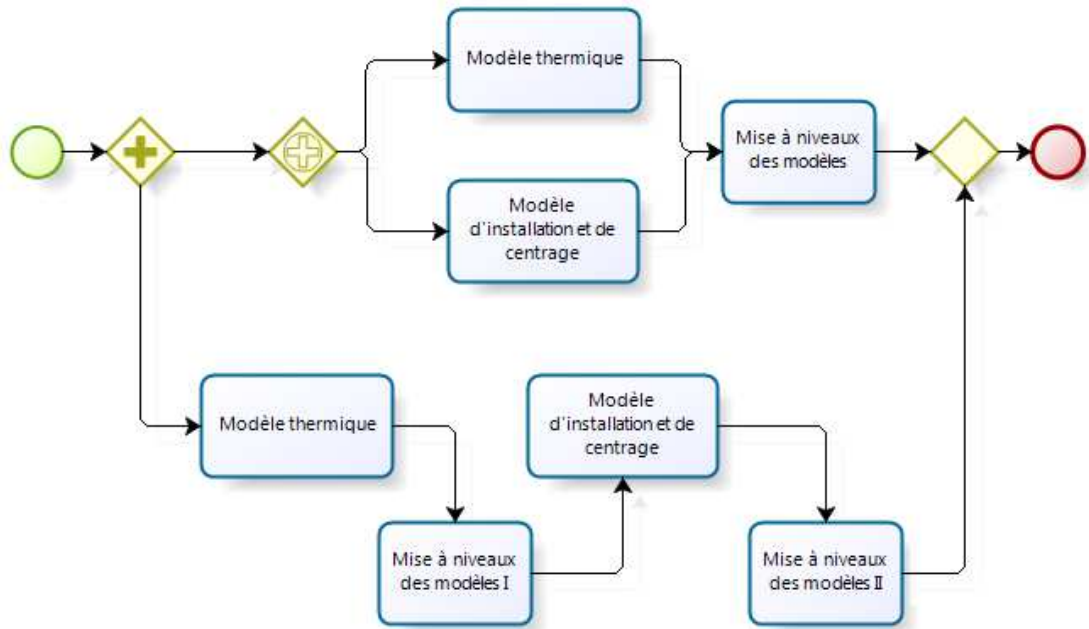 Modèle thermique
Modèle
d'installation et de
centrage
Mise à niveaux
des modèles
Modèle thermique
Mise à niveaux
des modèles I
Modèle
d'installation et de
centrage
Mise à niveaux
des modèles II